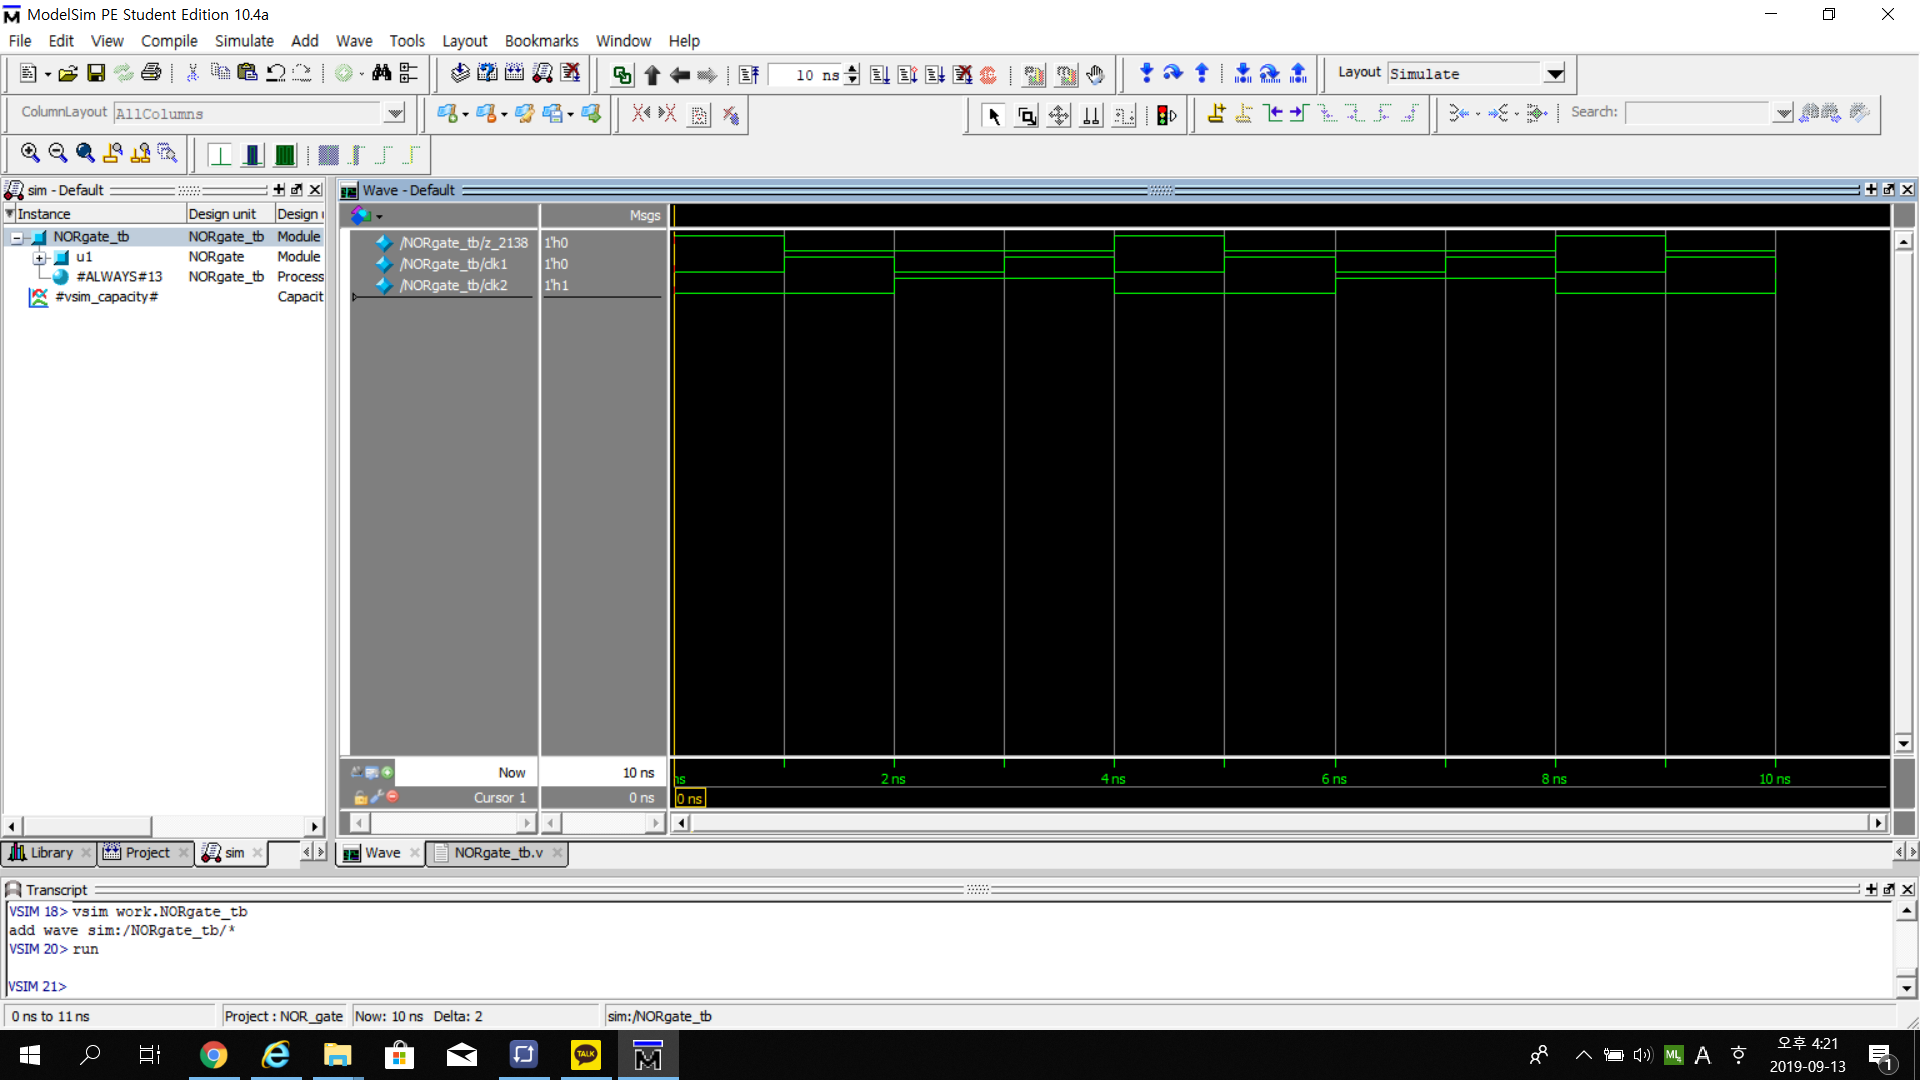 ModelSim PE Student Edition 10.4a
File Edit View Compile Simulate Add Wave Tools Layout Bookmarks Window Help
10 ns
Layout Simulate
ColumnLayout AllColumns
Search:
sim - Default
Instance Design unit
NORgate_tb NORgate_tb Module
u1 NORgate Module
#ALWAYS#13 NORgate_tb Process
#vsim_capacity# Capacit
Wave - Default
Msgs
/NORgate_tb/z_2138 1'h0
/NORgate_tb/clk1 1'h0
/NORgate_tb/clk2 1'h1
Now 10 ns
Cursor 1 0 ns
2 ns 4 ns 6 ns 8 ns 10 ns
0 ns
Library Project sim
Wave NORgate_tb.v
Transcript
VSIM 18> vsim work.NORgate_tb
add wave sim:/NORgate_tb/*
VSIM 20> run
VSIM 21>
0 ns to 11 ns Project : NOR_gate Now: 10 ns Delta: 2 sim:/NORgate_tb
TALK
A
오후 4:21
2019-09-13
1